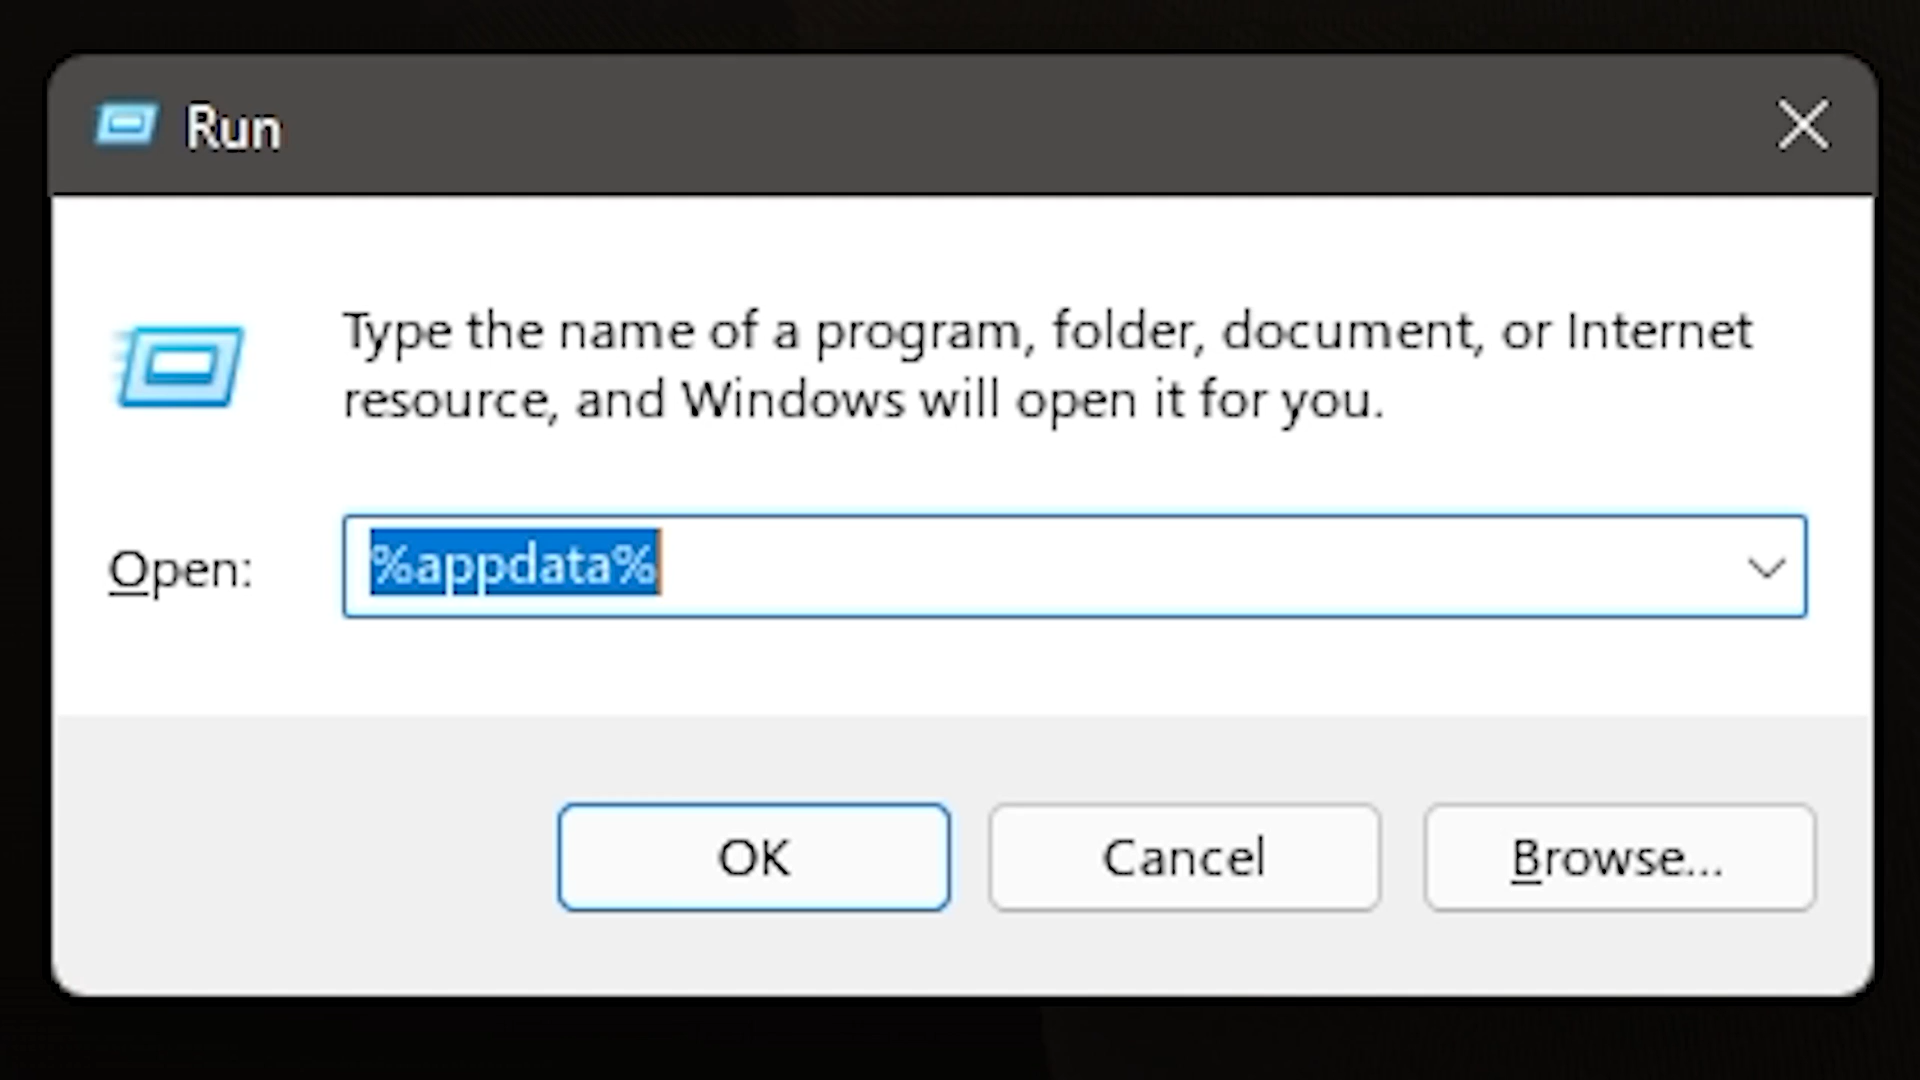 Run
Type the name of a program, folder, document, or Internet
resource, and Windows will open it for you.
Open: %appdata%
OK Cancel Browse...